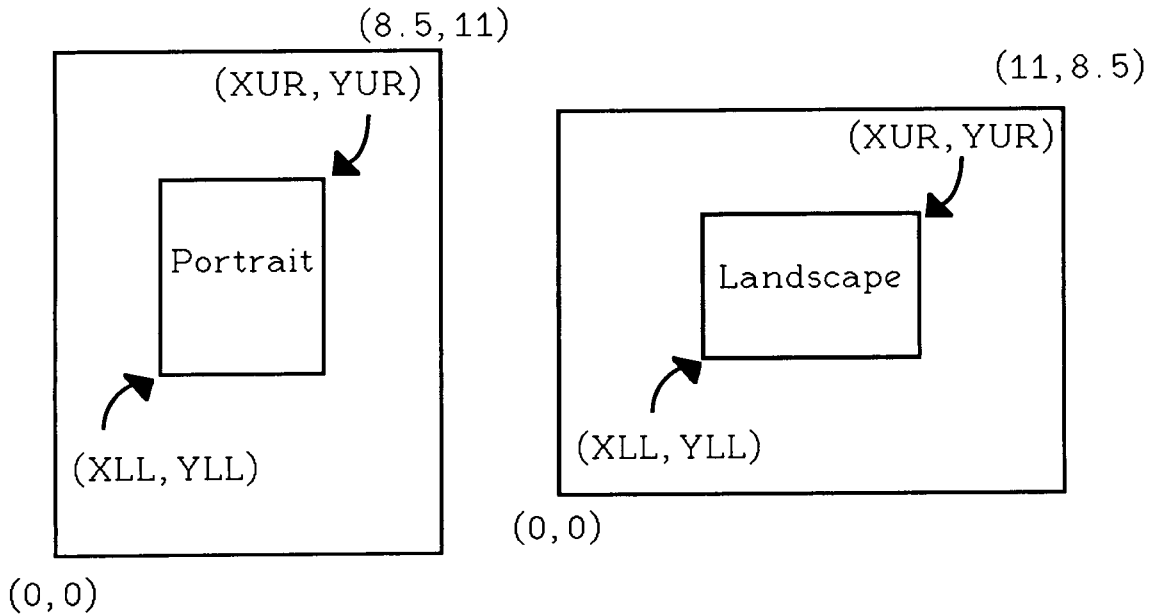 (8.5,11)
(XUR,YUR)
Portrait
(XLL,YLL)
(0,0)
(11,8.5)
(XUR,YUR)
Landscape
(XLL,YLL)
(0,0)